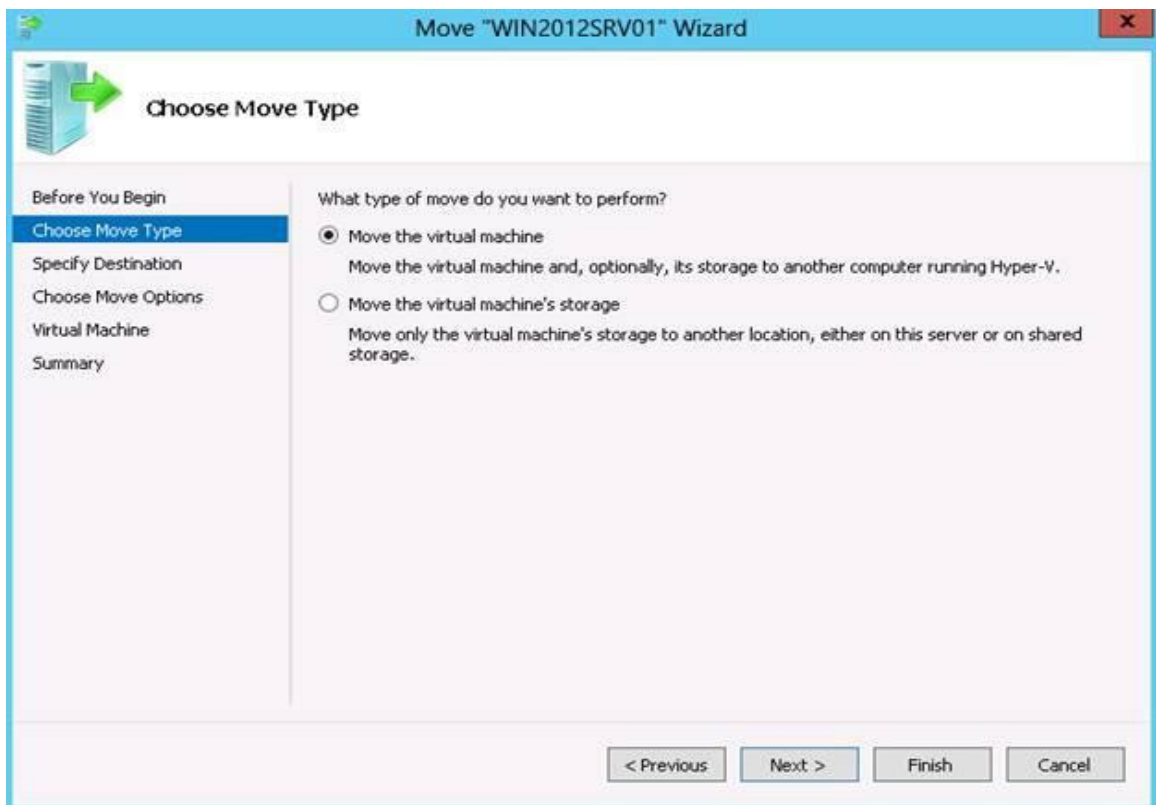 Move "WIN2012SRV01" Wizard
x
Choose Move Type
Before You Begin
Choose Move Type
Specify Destination
Choose Move Options
Virtual Machine
Summary
What type of move do you want to perform?
Move the virtual machine
Move the virtual machine and, optionally, its storage to another computer running Hyper-V.
Move the virtual machine's storage
Move only the virtual machine's storage to another location, either on this server or on shared
storage.
< Previous
Next >
Finish
Cancel